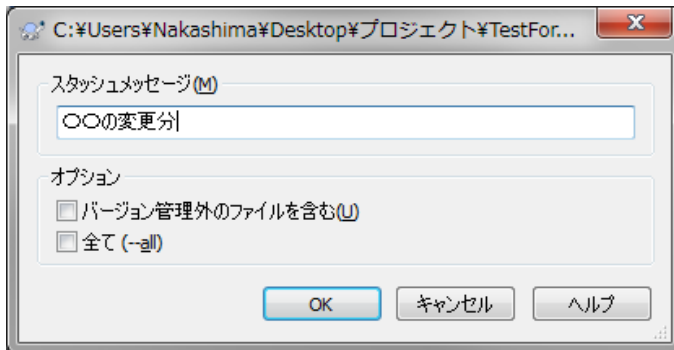 C:¥Users¥Nakashima¥Desktop¥プロジェクト¥TestFor...
スタッシュメッセージ(M)
〇〇の変更分
オプション
バージョン管理外のファイルを含む(U)
全て (--all)
OK キャンセル ヘルプ